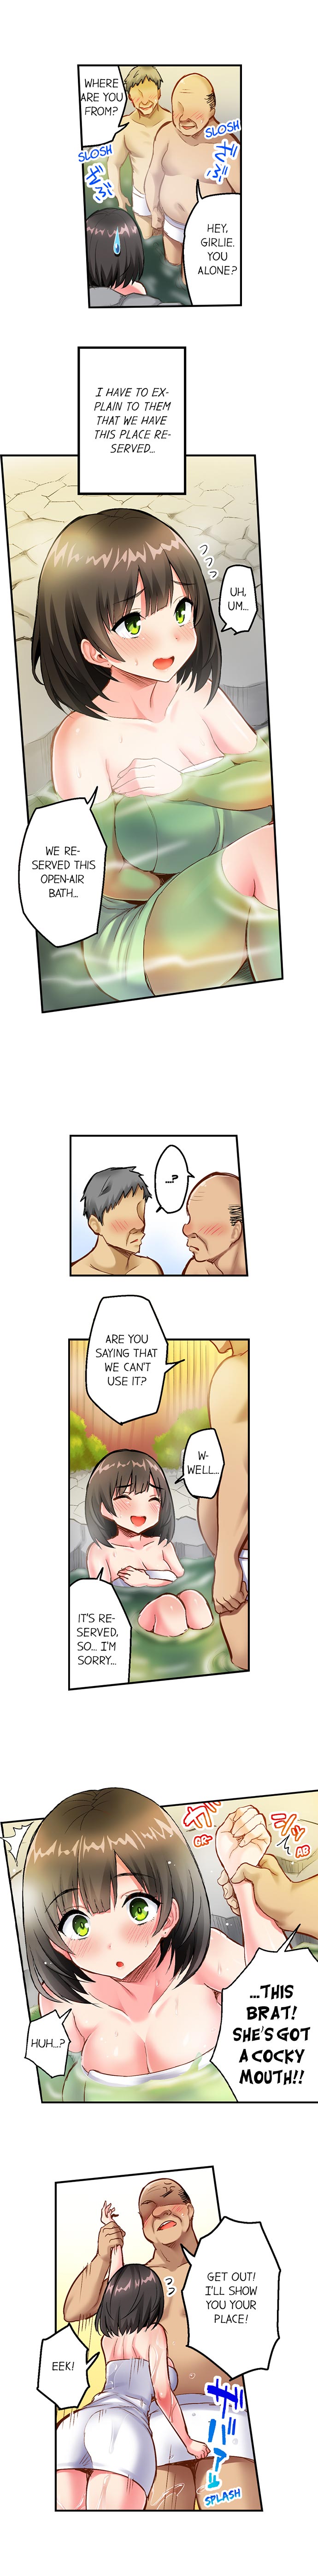 WHERE
ARE YOU
FROM?
SLOSH
SLOSH
HEY,
GIRLIE.
YOU
ALONE?
I HAVE TO EX-
PLAIN TO THEM
THAT WE HAVE
THIS PLACE RE-
SERVED...
UH,
UM...
WE RE-
SERVED THIS
OPEN-AIR
BATH...
...?
ARE YOU
SAYING THAT
WE CAN'T
USE IT?
W-
WELL...
IT'S RE-
SERVED,
SO... I'M
SORRY...
GR-
AB
...THIS
BRAT!
SHE'S GOT
A COCKY
MOUTH!!
HUH...?
GET OUT!
I'LL SHOW
YOU YOUR
PLACE!
EEK!
SPLASH